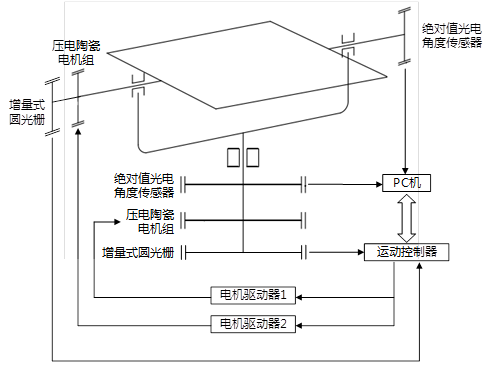 绝对值光电
角度传感器
压电陶瓷
电机组
增量式
圆光栅
绝对值光电
角度传感器
PC机
压电陶瓷
电机组
增量式圆光栅
运动控制器
电机驱动器1
电机驱动器2